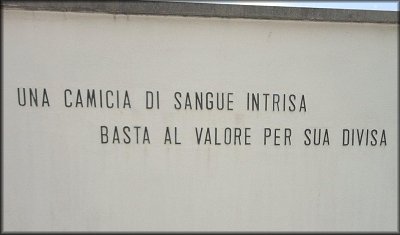 UNA CAMICIA DI SANGUE INTRISA
BASTA AL VALORE PER SUA DIVISA